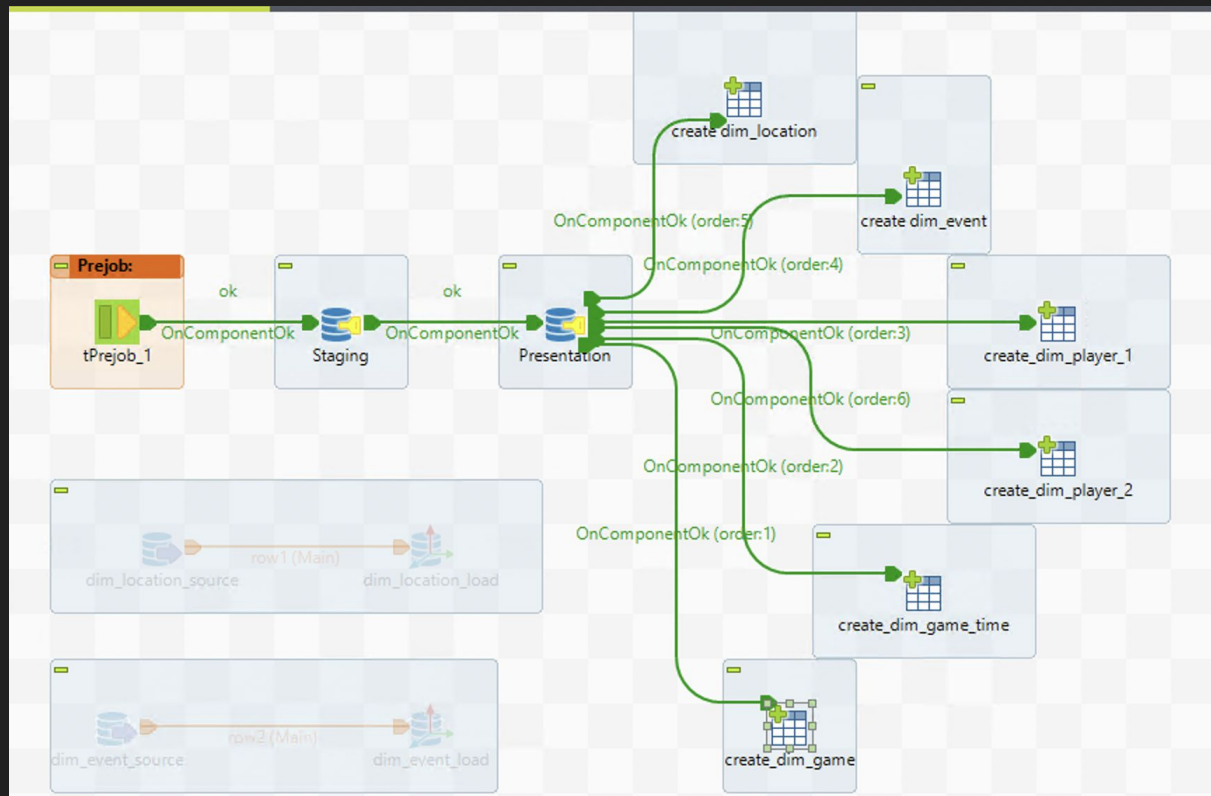 create dim_location
OnComponentOk (order:5)
create dim_event
OnComponentOk (order:4)
Prejob:
ok
ok
OnComponentOk
OnComponentOk
OnComponentOk (order:3)
tPrejob_1
Staging
Presentation
create_dim_player_1
OnComponentOk (order:6)
OnComponentOk (order:2)
create_dim_player_2
OnComponentOk (order:1)
row1 (Main)
dim_location_source
dim_location_load
create_dim_game_time
row2 (Main)
dim_event_source
dim_event_load
create_dim_game